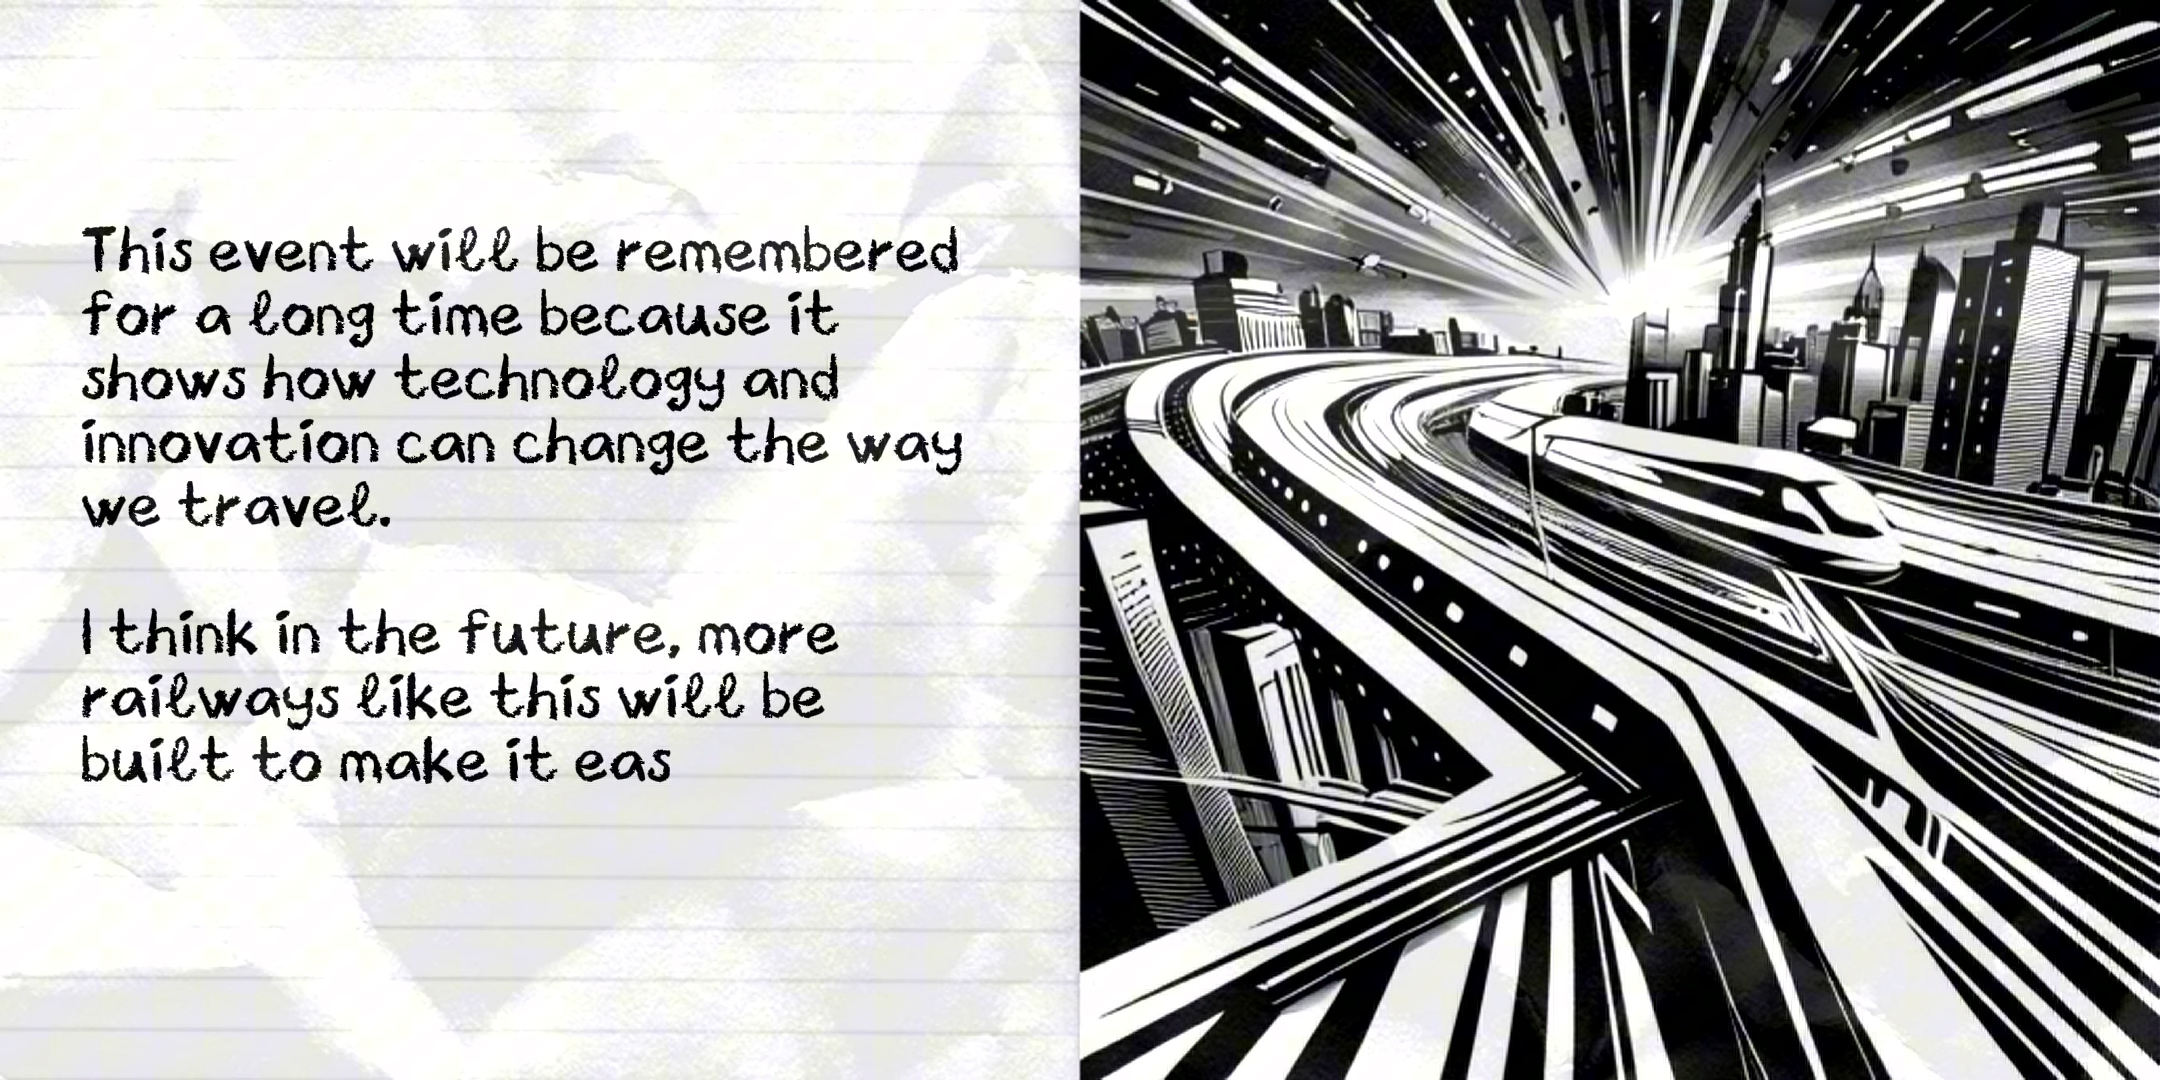 This event will be remembered
for a long time because it
shows how technology and
innovation can change the way
we travel.
I think in the future, more
railways like this will be
built to make it eas